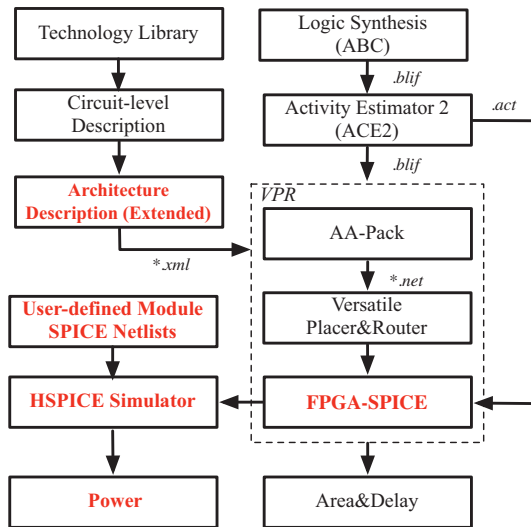 Technology Library
Circuit-level
Description
Architecture
Description (Extended)
*.xml
User-defined Module
SPICE Netlists
HSPICE Simulator
Power
Logic Synthesis
(ABC)
.blif
Activity Estimator 2
(ACE2)
.act
.blif
VPR
AA-Pack
*.net
Versatile
Placer&Router
FPGA-SPICE
Area&Delay